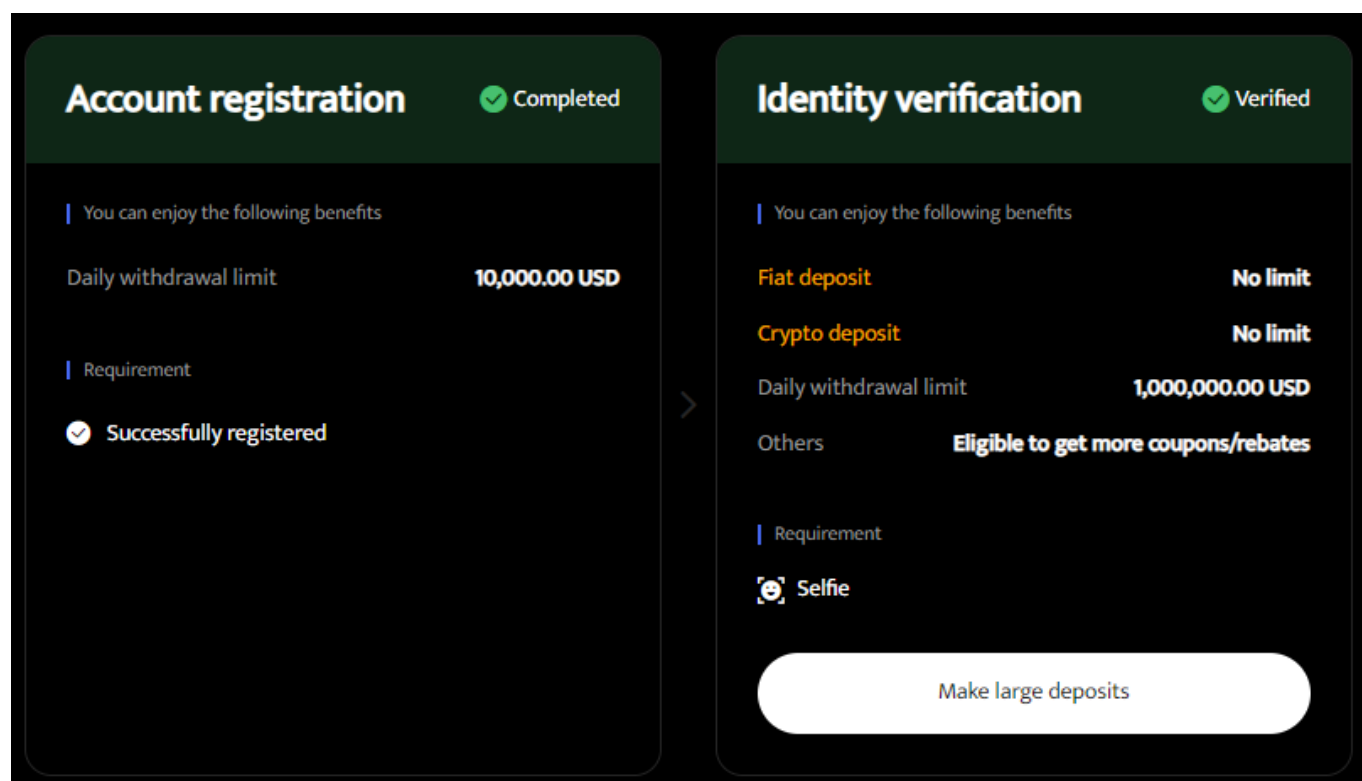 Account registration
Completed
You can enjoy the following benefits
Daily withdrawal limit
10,000.00 USD
Requirement
Successfully registered
Identity verification
Verified
You can enjoy the following benefits
Fiat deposit
No limit
Crypto deposit
No limit
Daily withdrawal limit
1,000,000.00 USD
Others
Eligible to get more coupons/rebates
Requirement
Selfie
Make large deposits